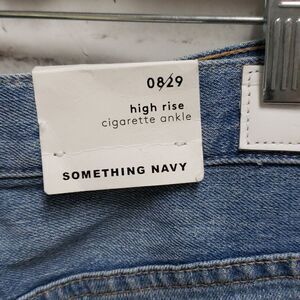 08/29
high rise
cigarette ankle
SOMETHING NAVY